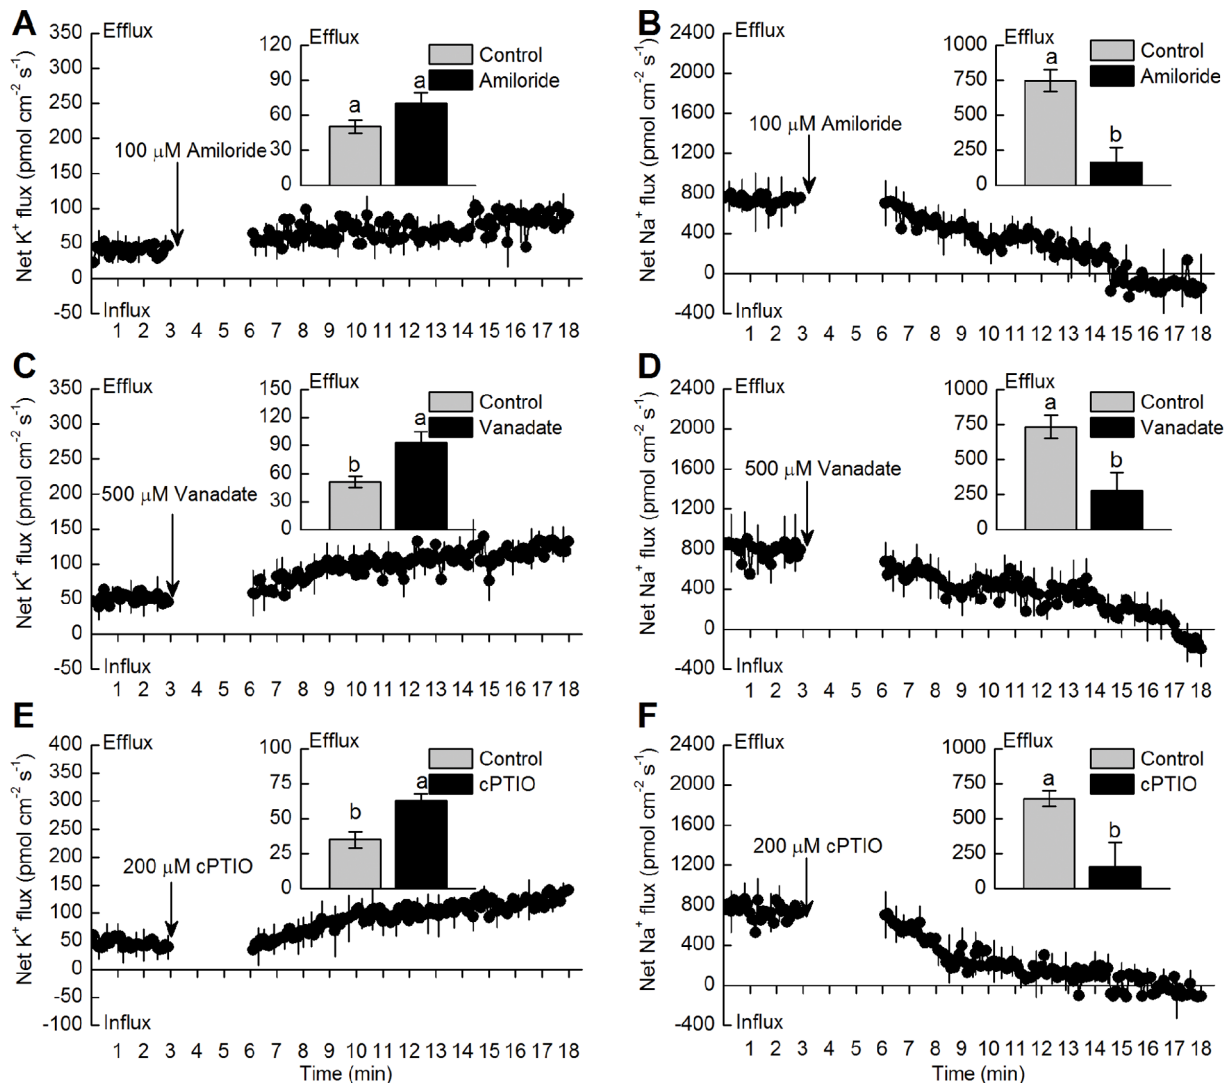 A
Efflux
Net K⁺ flux (pmol cm⁻² s⁻¹)
350
300
250
200
150
100
50
0
-50
100 μM Amiloride
Influx
1 2 3 4 5 6 7 8 9 10 11 12 13 14 15 16 17 18
Efflux
120
90
60
30
0
a
a
Control
Amiloride
B
Efflux
Net Na⁺ flux (pmol cm⁻² s⁻¹)
2400
2000
1600
1200
800
400
0
-400
100 μM Amiloride
Influx
1 2 3 4 5 6 7 8 9 10 11 12 13 14 15 16 17 18
Efflux
1000
750
500
250
0
a
b
Control
Amiloride
C
Efflux
Net K⁺ flux (pmol cm⁻² s⁻¹)
350
300
250
200
150
100
50
0
-50
500 μM Vanadate
Influx
1 2 3 4 5 6 7 8 9 10 11 12 13 14 15 16 17 18
Efflux
150
120
90
60
30
0
b
a
Control
Vanadate
D
Efflux
Net Na⁺ flux (pmol cm⁻² s⁻¹)
2400
2000
1600
1200
800
400
0
-400
500 μM Vanadate
Influx
1 2 3 4 5 6 7 8 9 10 11 12 13 14 15 16 17 18
Efflux
1000
750
500
250
0
a
b
Control
Vanadate
E
Efflux
Net K⁺ flux (pmol cm⁻² s⁻¹)
400
350
300
250
200
150
100
50
0
-50
-100
200 μM cPTIO
Influx
1 2 3 4 5 6 7 8 9 10 11 12 13 14 15 16 17 18
Time (min)
Efflux
100
75
50
25
0
b
a
Control
cPTIO
F
Efflux
Net Na⁺ flux (pmol cm⁻² s⁻¹)
2400
2000
1600
1200
800
400
0
-400
200 μM cPTIO
Influx
1 2 3 4 5 6 7 8 9 10 11 12 13 14 15 16 17 18
Time (min)
Efflux
1000
750
500
250
0
a
b
Control
cPTIO